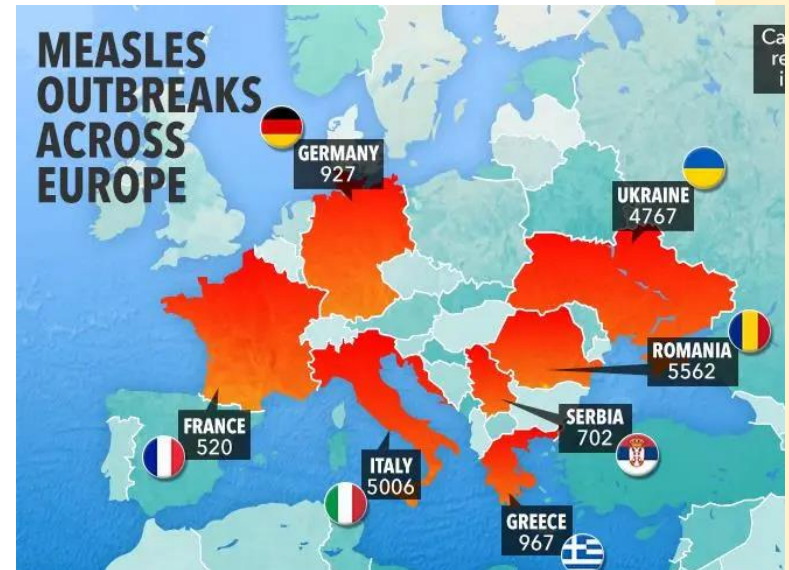 MEASLES
OUTBREAKS
ACROSS
EUROPE
GERMANY
927
UKRAINE
4767
ROMANIA
5562
SERBIA
702
FRANCE
520
ITALY
5006
GREECE
967